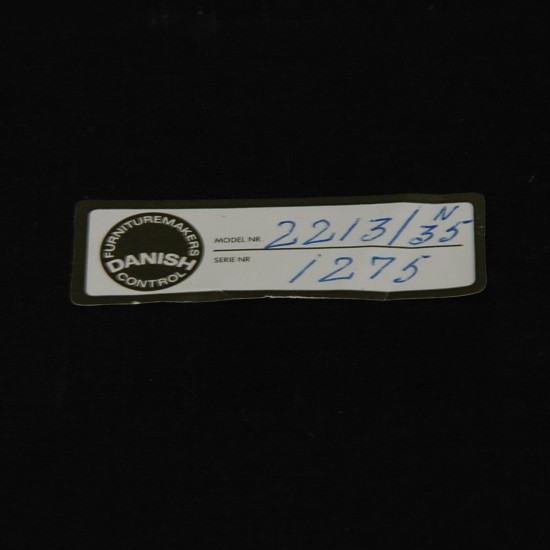 FURNITUREMAKERS
DANISH
CONTROL
MODEL NR. 2213/35
N
SERIE NR 1275